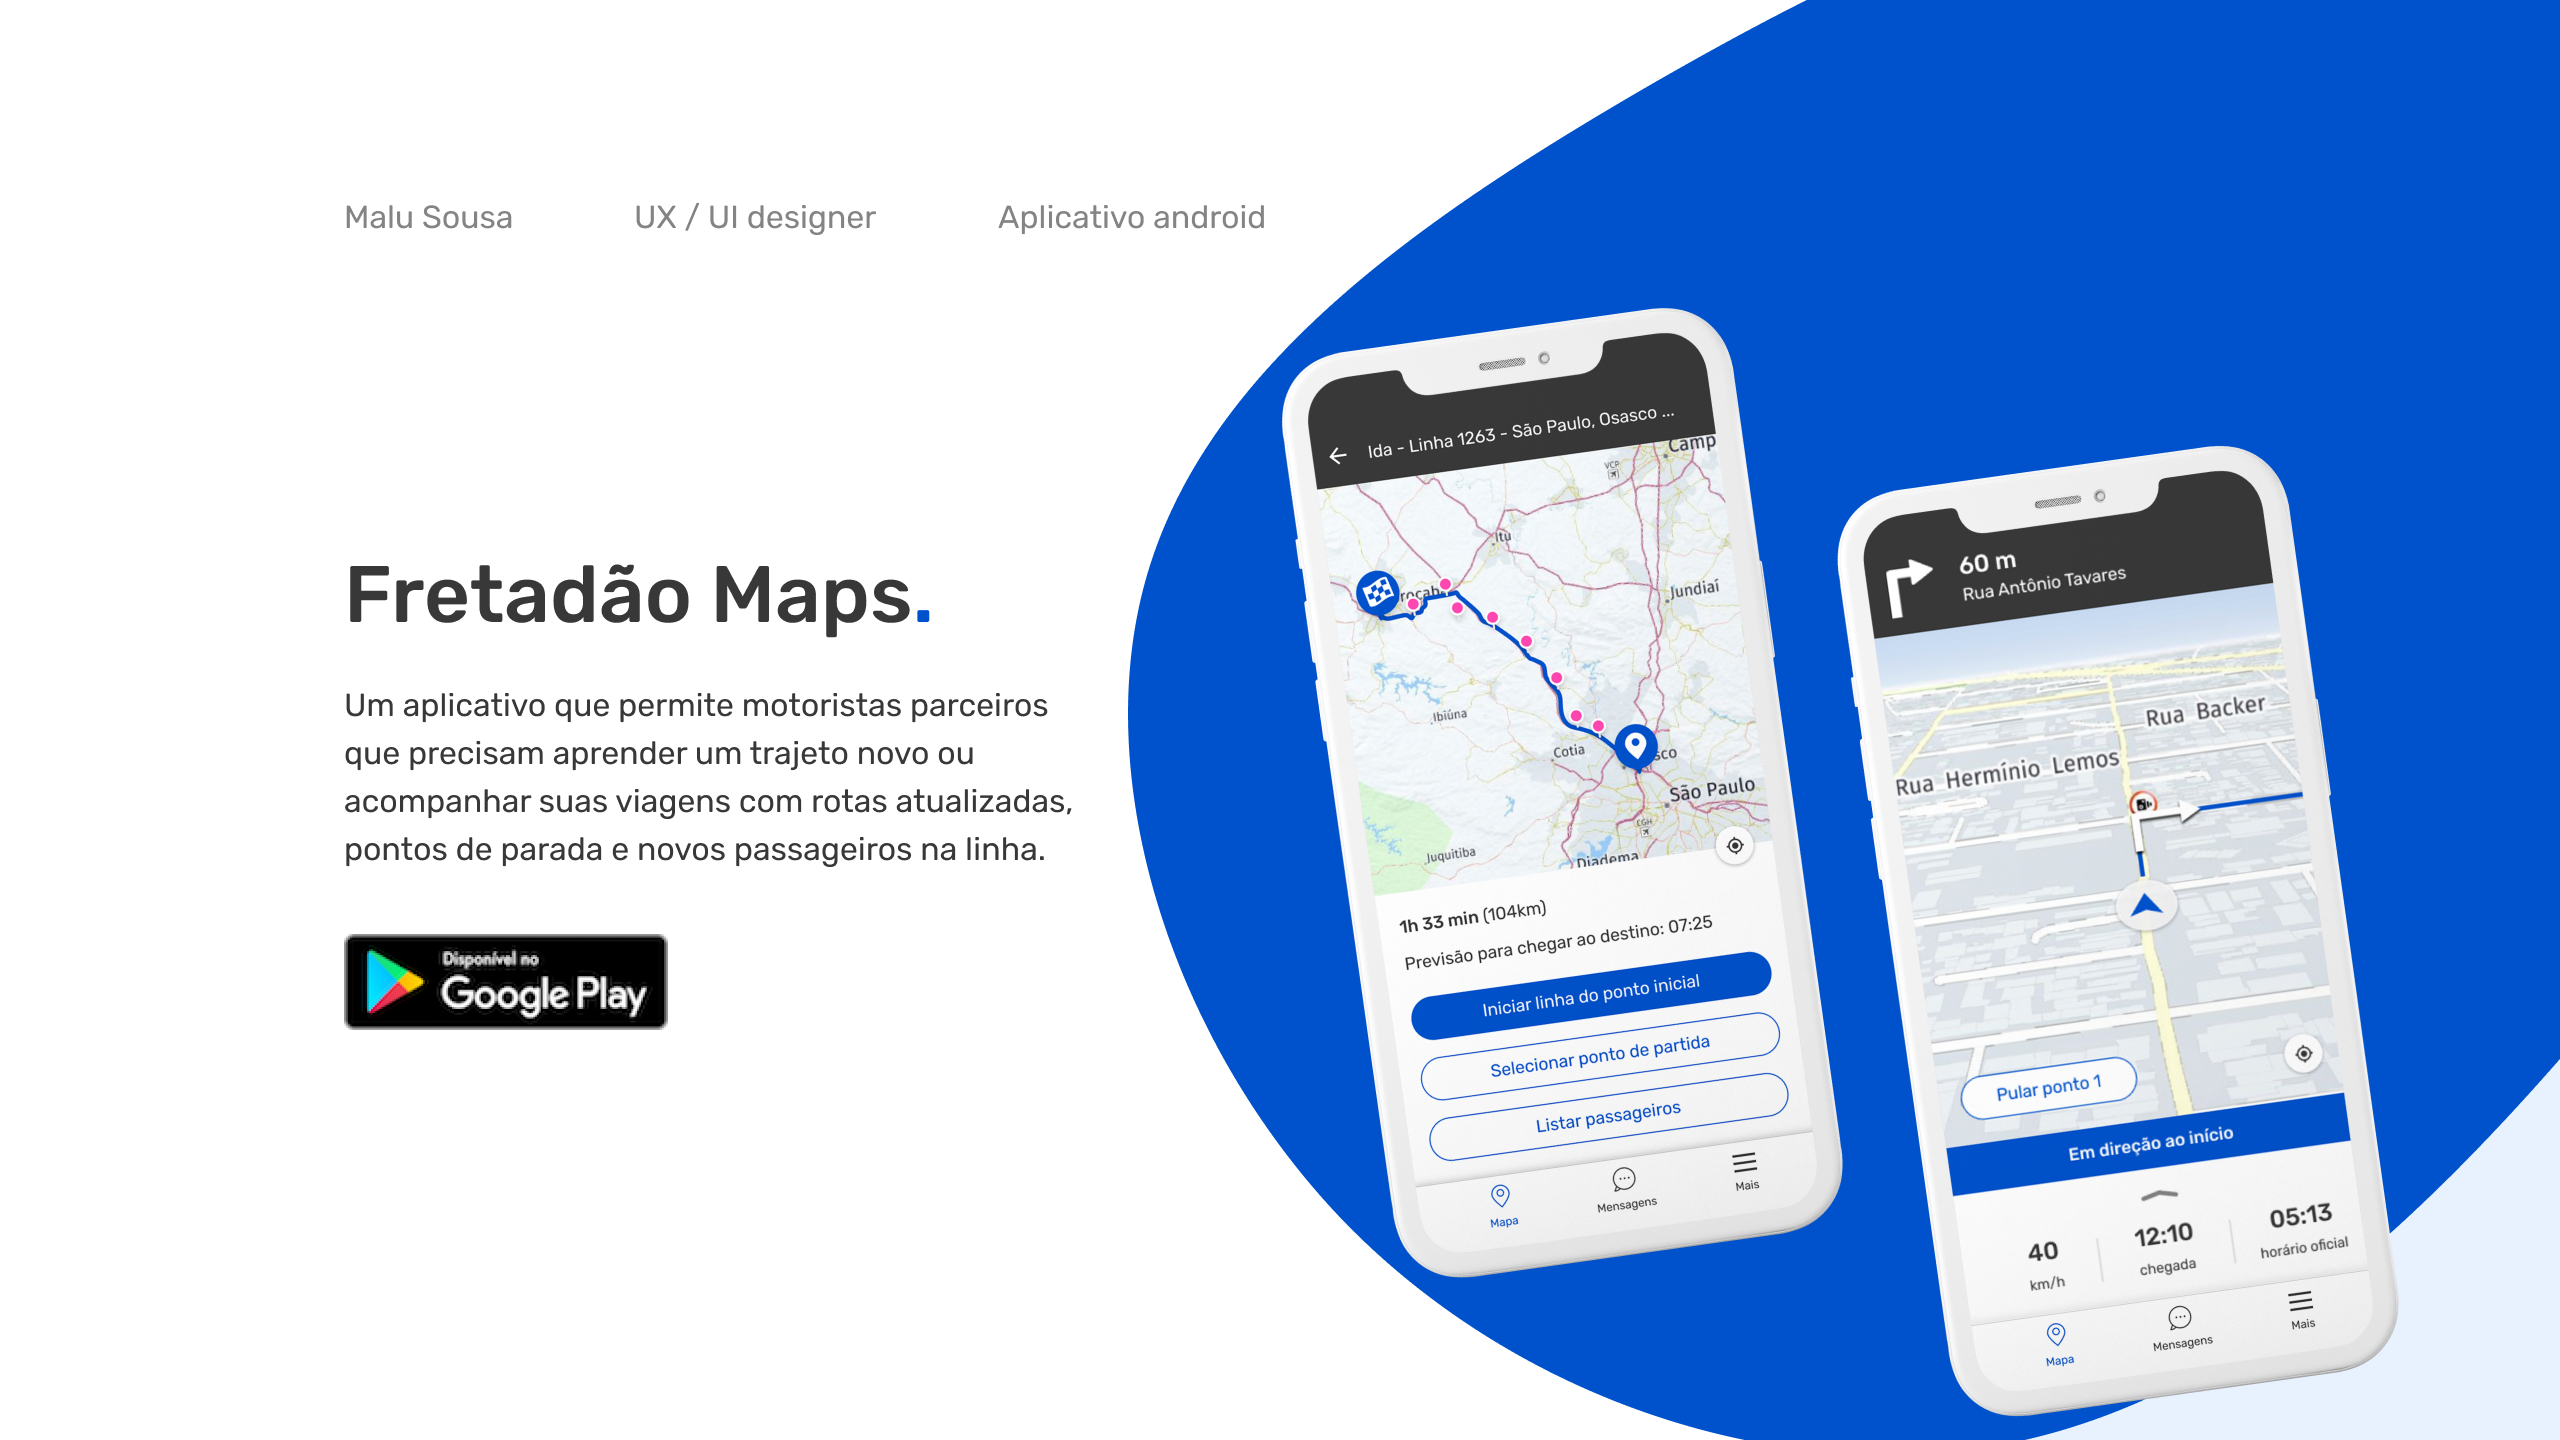 Malu Sousa
UX / UI designer
Aplicativo android
Fretadão Maps.
Um aplicativo que permite motoristas parceiros
que precisam aprender um trajeto novo ou
acompanhar suas viagens com rotas atualizadas,
pontos de parada e novos passageiros na linha.
Disponível no
Google Play
Ida - Linha 1263 - São Paulo, Osasco ...
Camp
VCP
Itu
Jundiaí
rocab
Ibiúna
Cotia
sco
São Paulo
CGH
Juquitiba
Diadema
1h 33 min (104km)
Previsão para chegar ao destino: 07:25
Iniciar linha do ponto inicial
Selecionar ponto de partida
Listar passageiros
Mapa
Mensagens
Mais
60 m
Rua Antônio Tavares
Rua Backer
Rua Hermínio Lemos
Pular ponto 1
Em direção ao início
40
km/h
12:10
chegada
05:13
horário oficial
Mapa
Mensagens
Mais